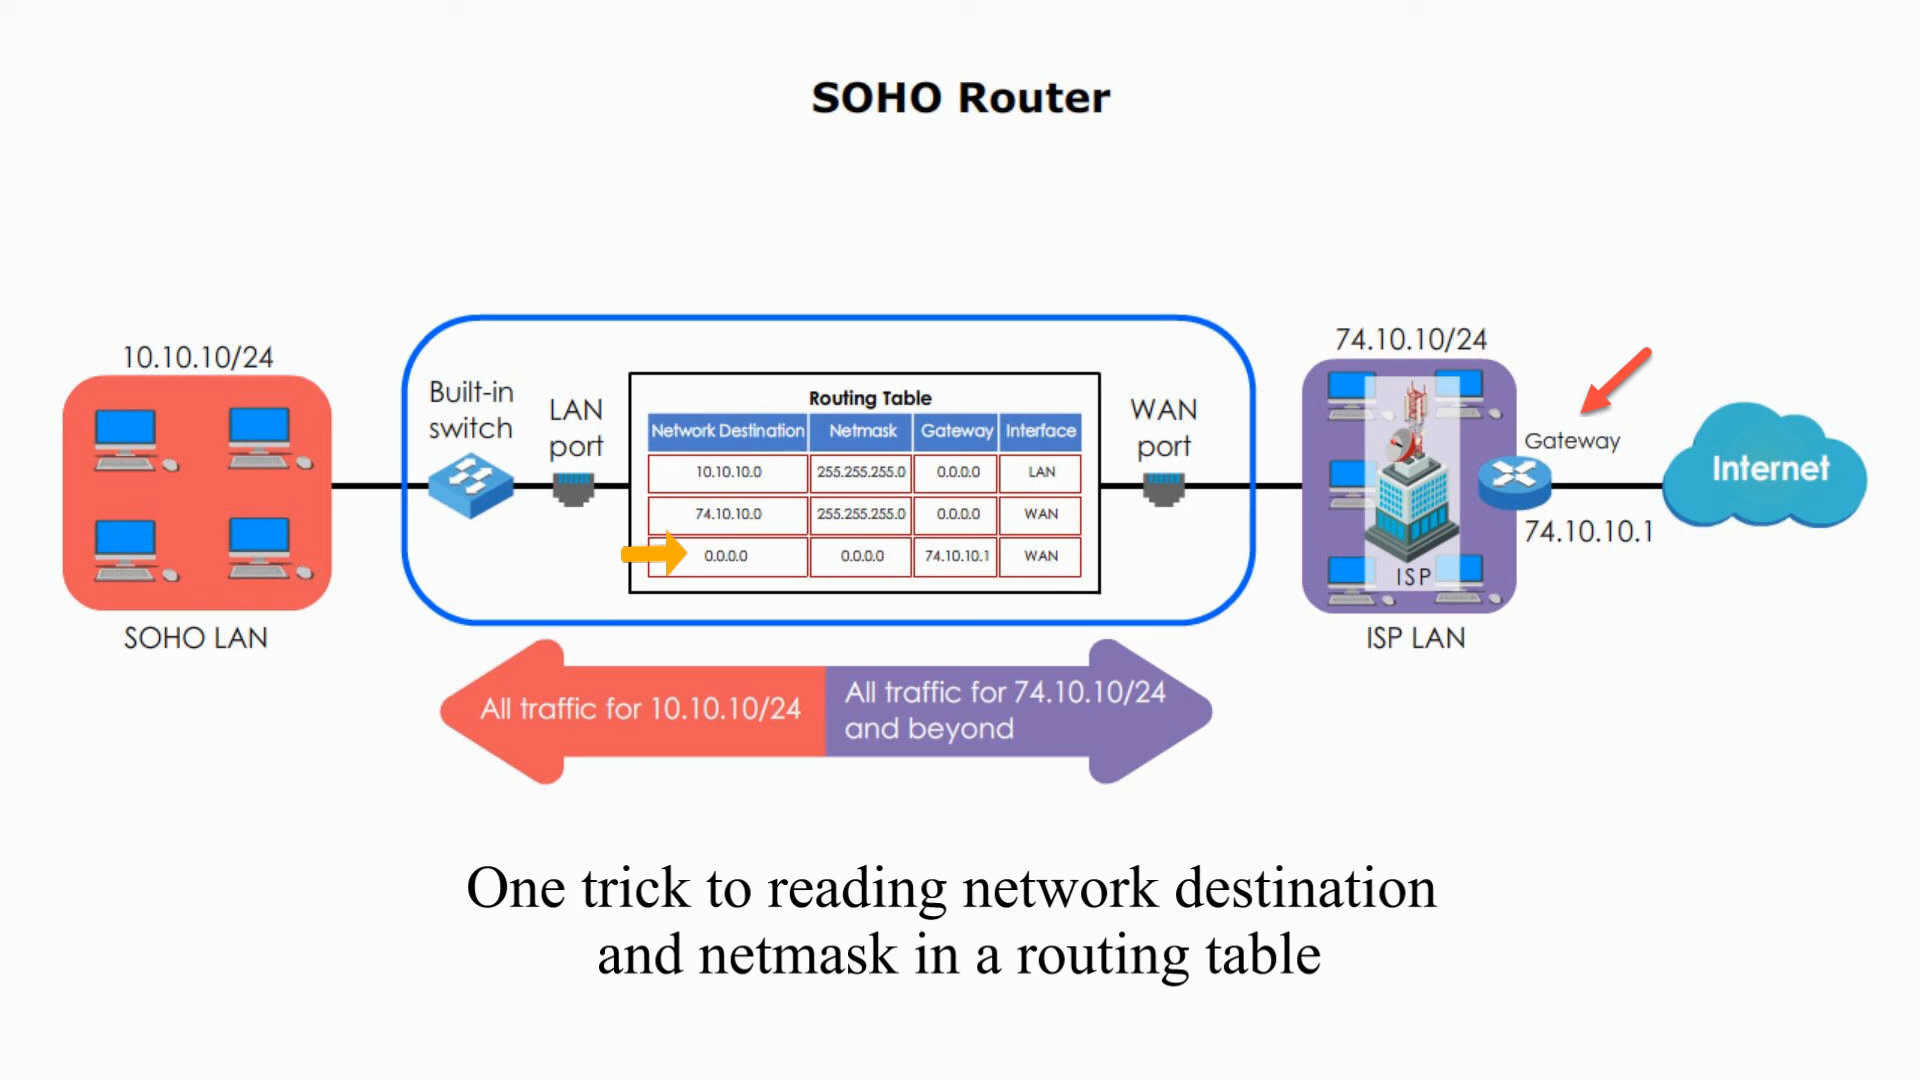 SOHO Router
10.10.10/24
SOHO LAN
Built-in
switch
LAN
port
Routing Table
Network Destination Netmask Gateway Interface
10.10.10.0 255.255.255.0 0.0.0.0 LAN
74.10.10.0 255.255.255.0 0.0.0.0 WAN
0.0.0.0 0.0.0.0 74.10.10.1 WAN
WAN
port
74.10.10/24
ISP
ISP LAN
Gateway
74.10.10.1
Internet
All traffic for 10.10.10/24
All traffic for 74.10.10/24
and beyond
One trick to reading network destination
and netmask in a routing table